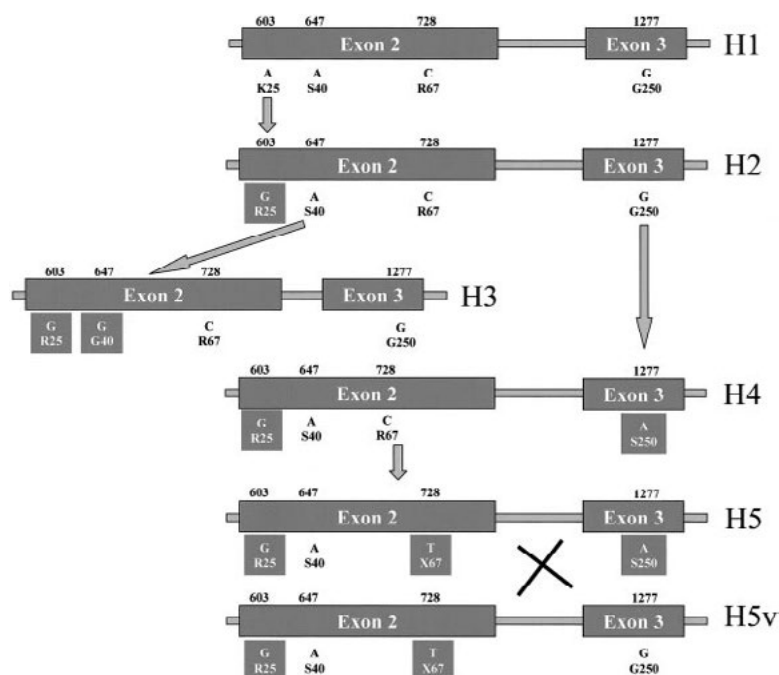 603 647 728 1277
Exon 2 Exon 3 H1
A A C G
K25 S40 R67 G250
603 647 728 1277
Exon 2 Exon 3 H2
G A C G
R25 S40 R67 G250
603 647 728 1277
Exon 2 Exon 3 H3
G G C G
R25 G40 R67 G250
603 647 728 1277
Exon 2 Exon 3 H4
G A C A
R25 S40 R67 S250
603 647 728 1277
Exon 2 Exon 3 H5
G A T A
R25 S40 X67 S250
603 647 728 1277
Exon 2 Exon 3 H5v
G A T G
R25 S40 X67 G250